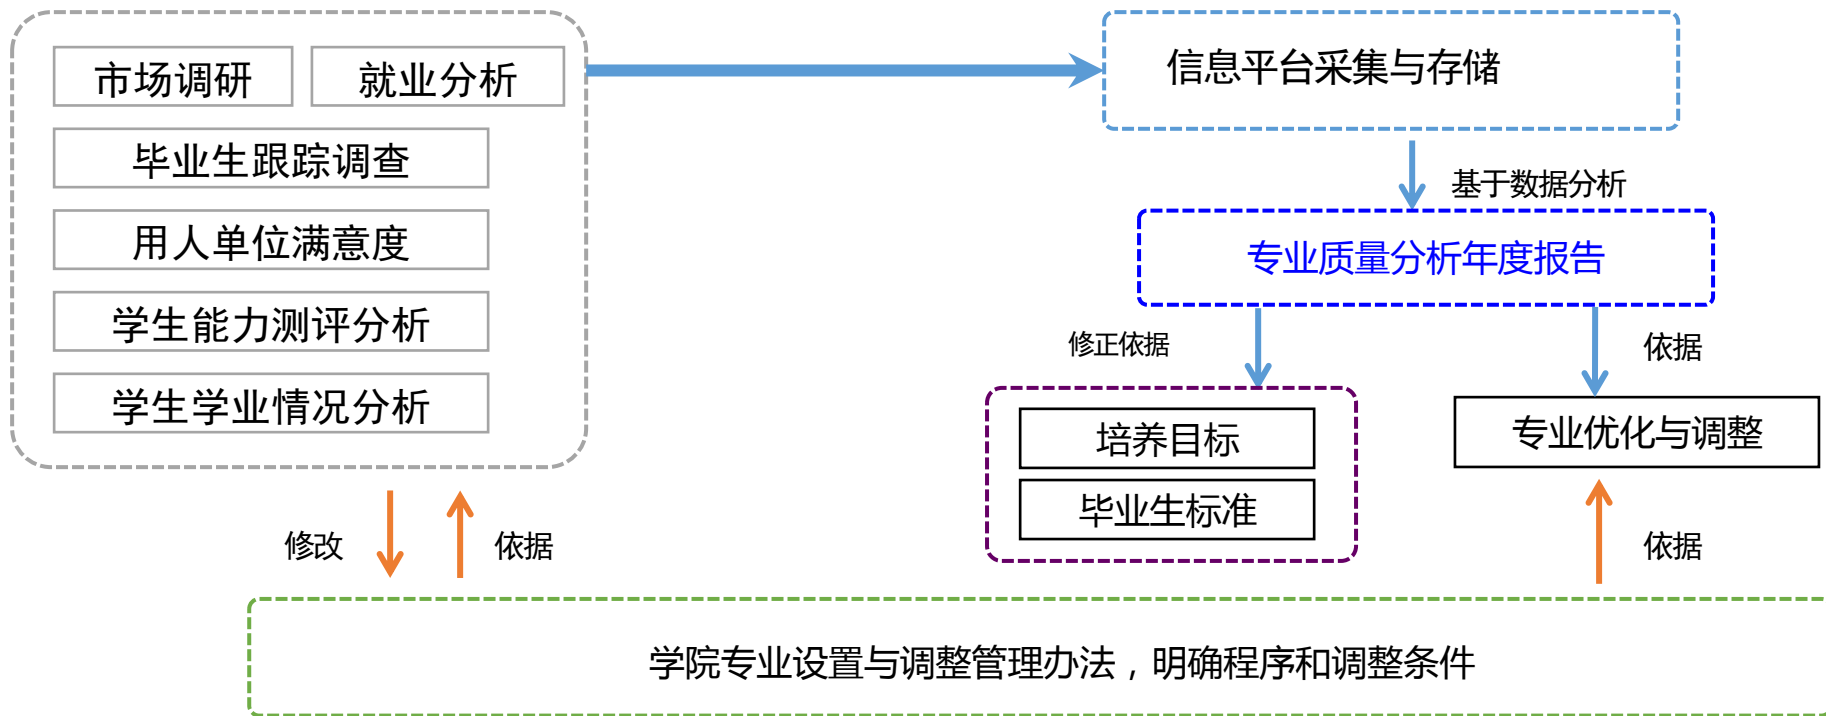 市场调研
就业分析
毕业生跟踪调查
用人单位满意度
学生能力测评分析
学生学业情况分析
信息平台采集与存储
基于数据分析
专业质量分析年度报告
修正依据
依据
培养目标
毕业生标准
专业优化与调整
修改
依据
依据
学院专业设置与调整管理办法，明确程序和调整条件